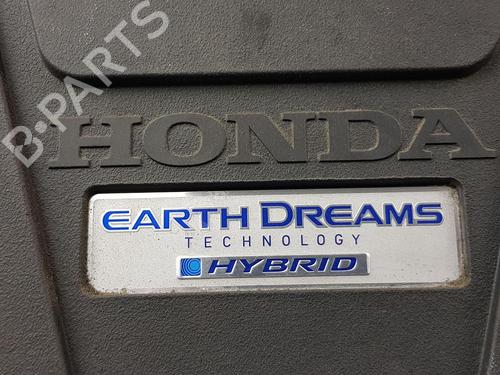 B-PARTS
HONDA
EARTH DREAMS
TECHNOLOGY
HYBRID